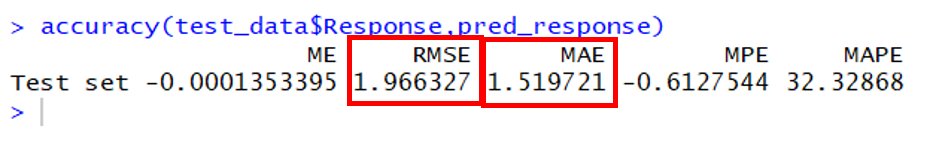 > accuracy(test_data$Response,pred_response)
ME RMSE MAE MPE MAPE
Test set -0.0001353395 1.966327 1.519721 -0.6127544 32.32868
>